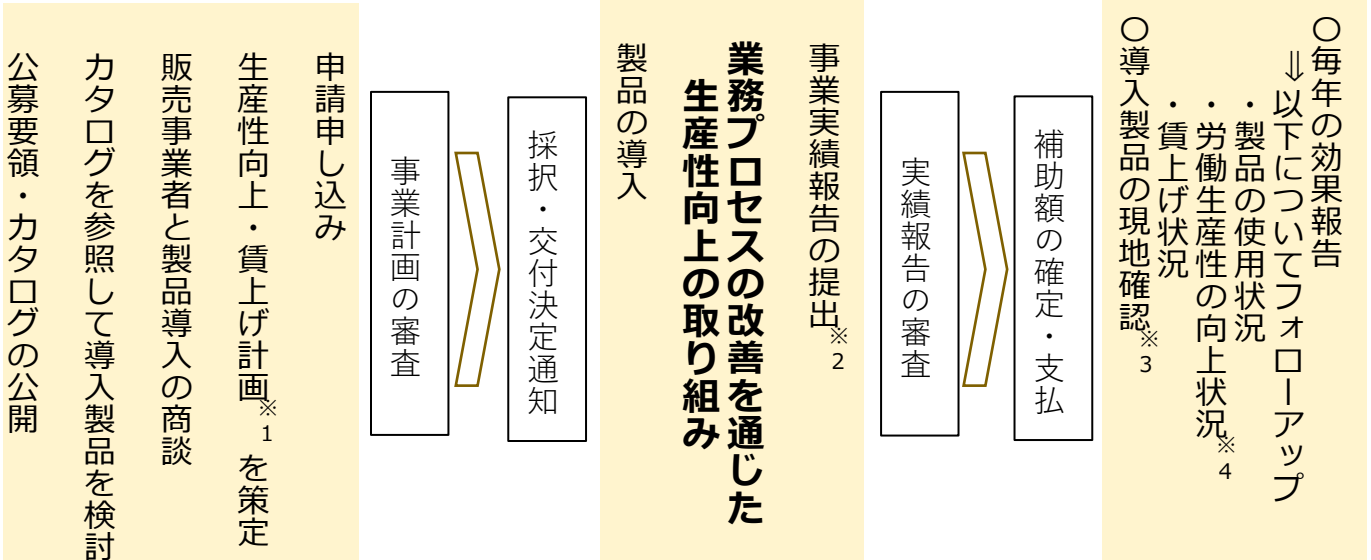 公募要領・カタログの公開
カタログを参照して導入製品を検討
販売事業者と製品導入の商談
生産性向上・賃上げ計画※1を策定
申請申し込み
事業計画の審査
採択・交付決定通知
製品の導入
業務プロセスの改善を通じた
生産性向上の取り組み
事業実績報告の提出※2
実績報告の審査
補助額の確定・支払
〇毎年の効果報告
⇒以下についてフォローアップ
・製品の使用状況
・労働生産性の向上状況※4
・賃上げ状況
〇導入製品の現地確認※3